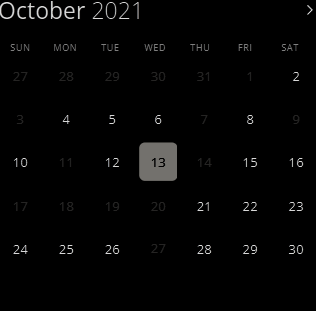 October 2021
SUN MON TUE WED THU FRI SAT
27 28 29 30 31 1 2
3 4 5 6 7 8 9
10 11 12 13 14 15 16
17 18 19 20 21 22 23
24 25 26 27 28 29 30